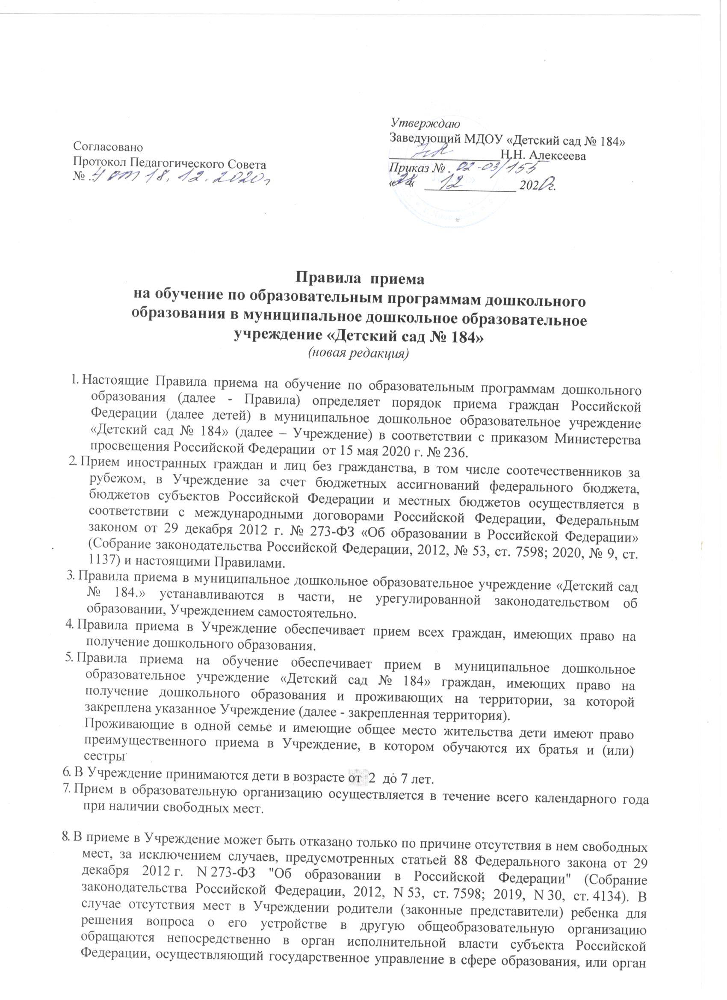 Согласовано
Протокол Педагогического Совета
№ ..4 от 18.12.2020г
Утверждаю
Заведующий МДОУ «Детский сад № 184»
Н.Н. Алексеева
Приказ № . 02-03/155
« « 12 2020г.
Правила приема
на обучение по образовательным программам дошкольного
образования в муниципальное дошкольное образовательное
учреждение «Детский сад № 184»
(новая редакция)
1. Настоящие Правила приема на обучение по образовательным программам дошкольного
образования (далее - Правила) определяет порядок приема граждан Российской
Федерации (далее детей) в муниципальное дошкольное образовательное учреждение
«Детский сад № 184» (далее – Учреждение) в соответствии с приказом Министерства
просвещения Российской Федерации от 15 мая 2020 г. № 236.
2. Прием иностранных граждан и лиц без гражданства, в том числе соотечественников за
рубежом, в Учреждение за счет бюджетных ассигнований федерального бюджета,
бюджетов субъектов Российской Федерации и местных бюджетов осуществляется в
соответствии с международными договорами Российской Федерации, Федеральным
законом от 29 декабря 2012 г. № 273-ФЗ «Об образовании в Российской Федерации»
(Собрание законодательства Российской Федерации, 2012, № 53, ст. 7598; 2020, № 9, ст.
1137) и настоящими Правилами.
3. Правила приема в муниципальное дошкольное образовательное учреждение «Детский сад
№ 184.» устанавливаются в части, не урегулированной законодательством об
образовании, Учреждением самостоятельно.
4. Правила приема в Учреждение обеспечивает прием всех граждан, имеющих право на
получение дошкольного образования.
5. Правила приема на обучение обеспечивает прием в муниципальное дошкольное
образовательное учреждение «Детский сад № 184» граждан, имеющих право на
получение дошкольного образования и проживающих на территории, за которой
закреплена указанное Учреждение (далее - закрепленная территория).
Проживающие в одной семье и имеющие общее место жительства дети имеют право
преимущественного приема в Учреждение, в котором обучаются их братья и (или)
сестры
6. В Учреждение принимаются дети в возрасте от 2 до 7 лет.
7. Прием в образовательную организацию осуществляется в течение всего календарного года
при наличии свободных мест.
8. В приеме в Учреждение может быть отказано только по причине отсутствия в нем свободных
мест, за исключением случаев, предусмотренных статьей 88 Федерального закона от 29
декабря 2012 г. N 273-ФЗ "Об образовании в Российской Федерации" (Собрание
законодательства Российской Федерации, 2012, N 53, ст. 7598; 2019, N 30, ст. 4134). В
случае отсутствия мест в Учреждении родители (законные представители) ребенка для
решения вопроса о его устройстве в другую общеобразовательную организацию
обращаются непосредственно в орган исполнительной власти субъекта Российской
Федерации, осуществляющий государственное управление в сфере образования, или орган